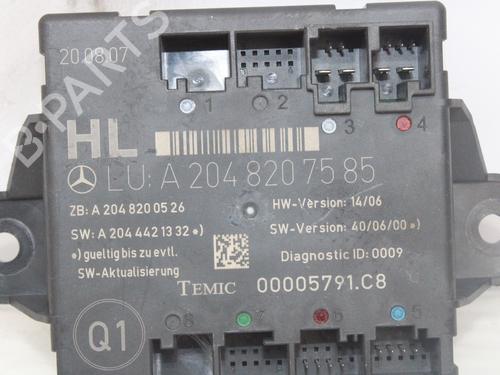 20.08.07
1 2 3 4
HL
LU: A 204 820 75 85
ZB: A 204 820 05 26
HW-Version: 14/06
SW: A 204 442 13 32 •)
SW-Version: 40/06/00 •)
•) gueltig bis zu evtl.
SW-Aktualisierung
Diagnostic ID: 0009
TEMIC 00005791.C8
Q1
8 7 6 5
B-PARTS